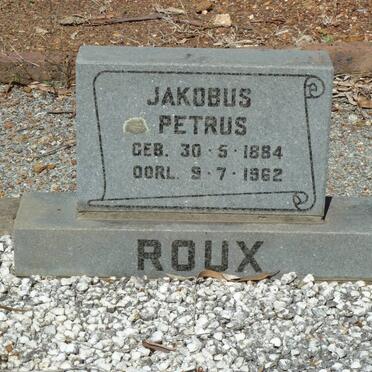 JAKOBUS
PETRUS
GEB. 30·5·1884
OORL. 9·7·1962
ROUX